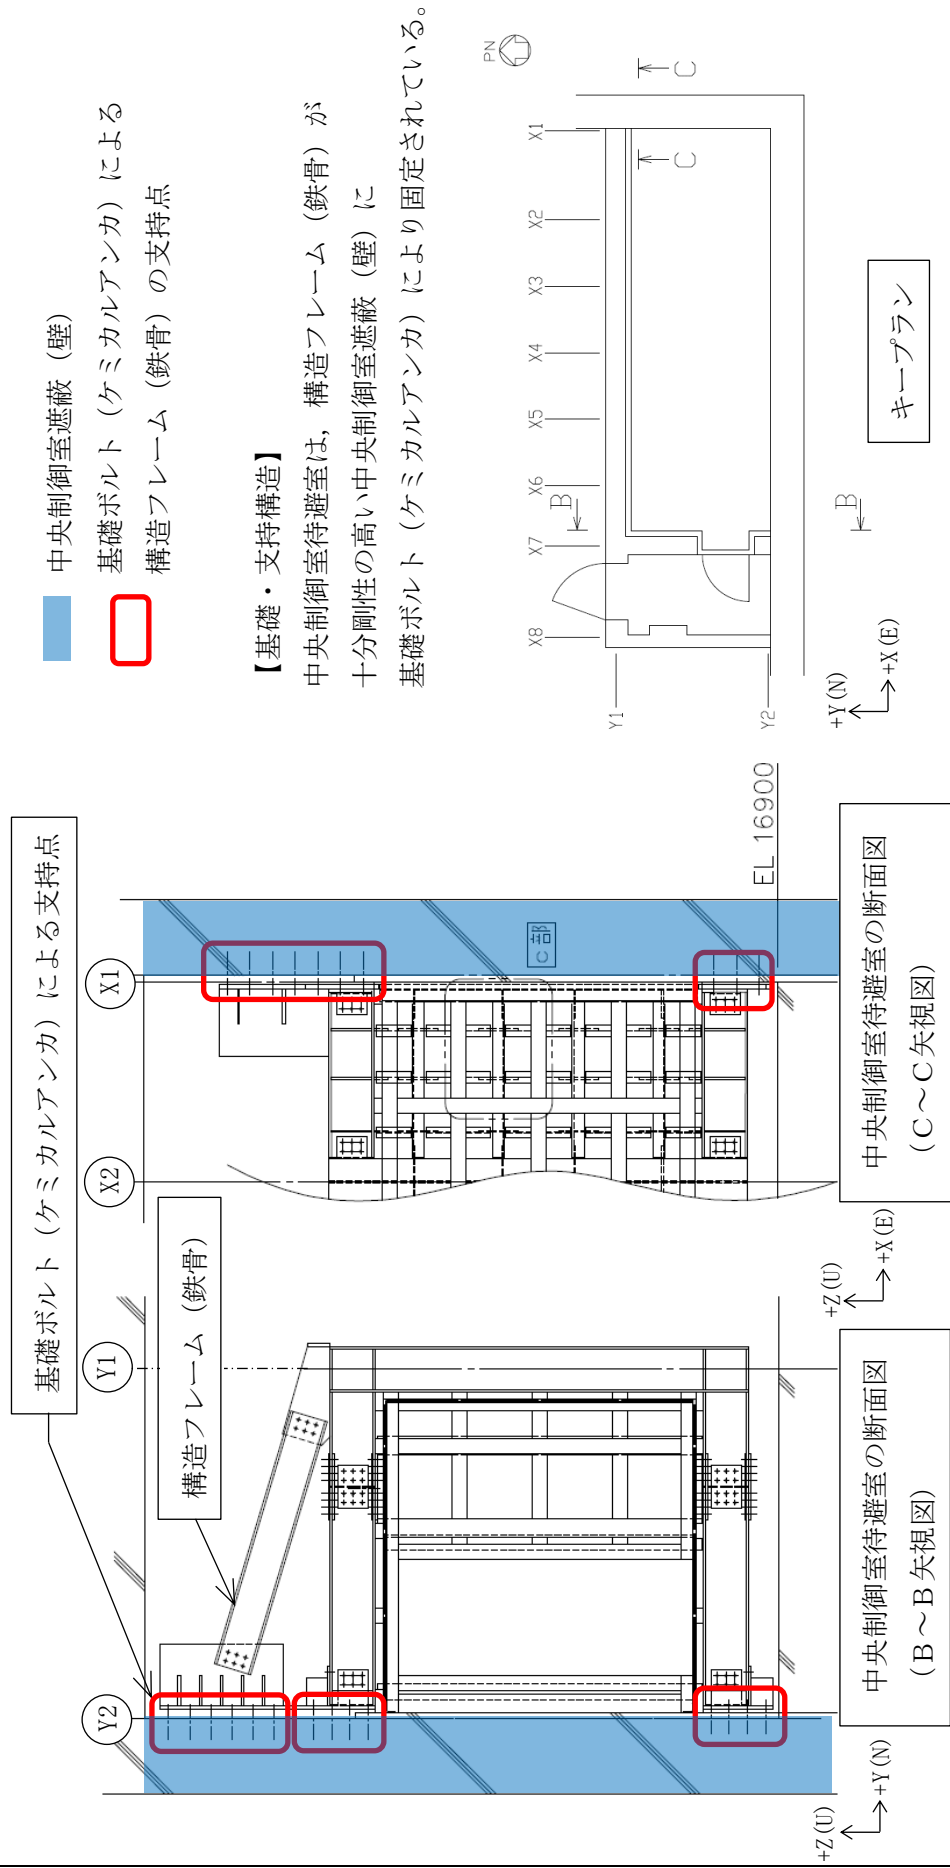 中央制御室遮蔽（壁）
基礎ボルト（ケミカルアンカ）による
構造フレーム（鉄骨）の支持点
【基礎・支持構造】
中央制御室待避室は，構造フレーム（鉄骨）が
十分剛性の高い中央制御室遮蔽（壁）に
基礎ボルト（ケミカルアンカ）により固定されている。
基礎ボルト（ケミカルアンカ）による支持点
構造フレーム（鉄骨）
Y2
Y1
X2
X1
C部
EL 16900
+Z(U)
+Y(N)
中央制御室待避室の断面図
（B～B矢視図）
+Z(U)
+X(E)
中央制御室待避室の断面図
（C～C矢視図）
PN
X8
X7
X6
X5
X4
X3
X2
X1
B
B
C
C
Y1
Y2
+Y(N)
+X(E)
キープラン